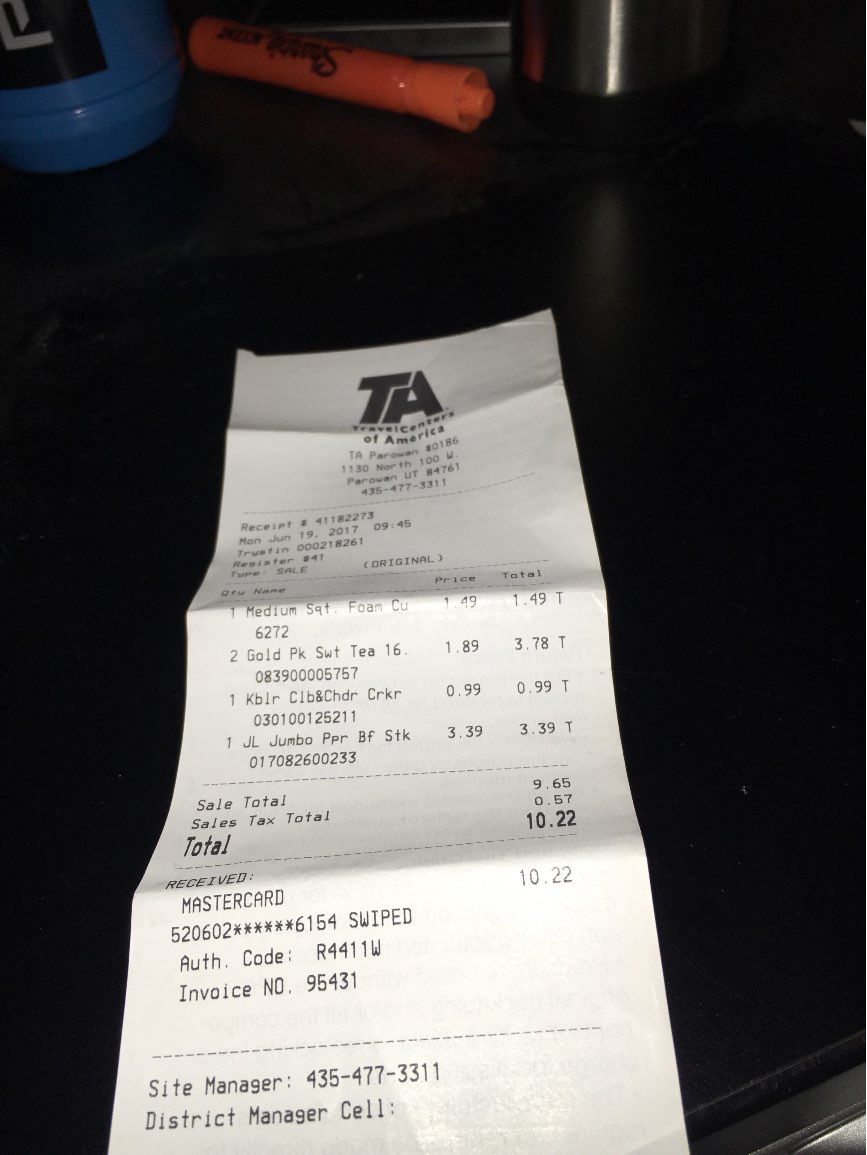 Sharpie ACCENT
TA
TravelCenters
of America
TA Parowan #0186
1130 North 100 W.
Parowan UT 84761
435-477-3311
Receipt # 41182273
Mon Jun 19, 2017 09:45
Trystin 000218261
Register #41
Type: SALE (ORIGINAL)
Qty Name Price Total
1 Medium Sqt. Foam Cu 1.49 1.49 T
6272
2 Gold Pk Swt Tea 16. 1.89 3.78 T
083900005757
1 Kblr Clb&Chdr Crkr 0.99 0.99 T
030100125211
1 JL Jumbo Ppr Bf Stk 3.39 3.39 T
017082600233
Sale Total 9.65
Sales Tax Total 0.57
Total 10.22
RECEIVED:
MASTERCARD 10.22
520602******6154 SWIPED
Auth. Code: R4411W
Invoice NO. 95431
Site Manager: 435-477-3311
District Manager Cell: